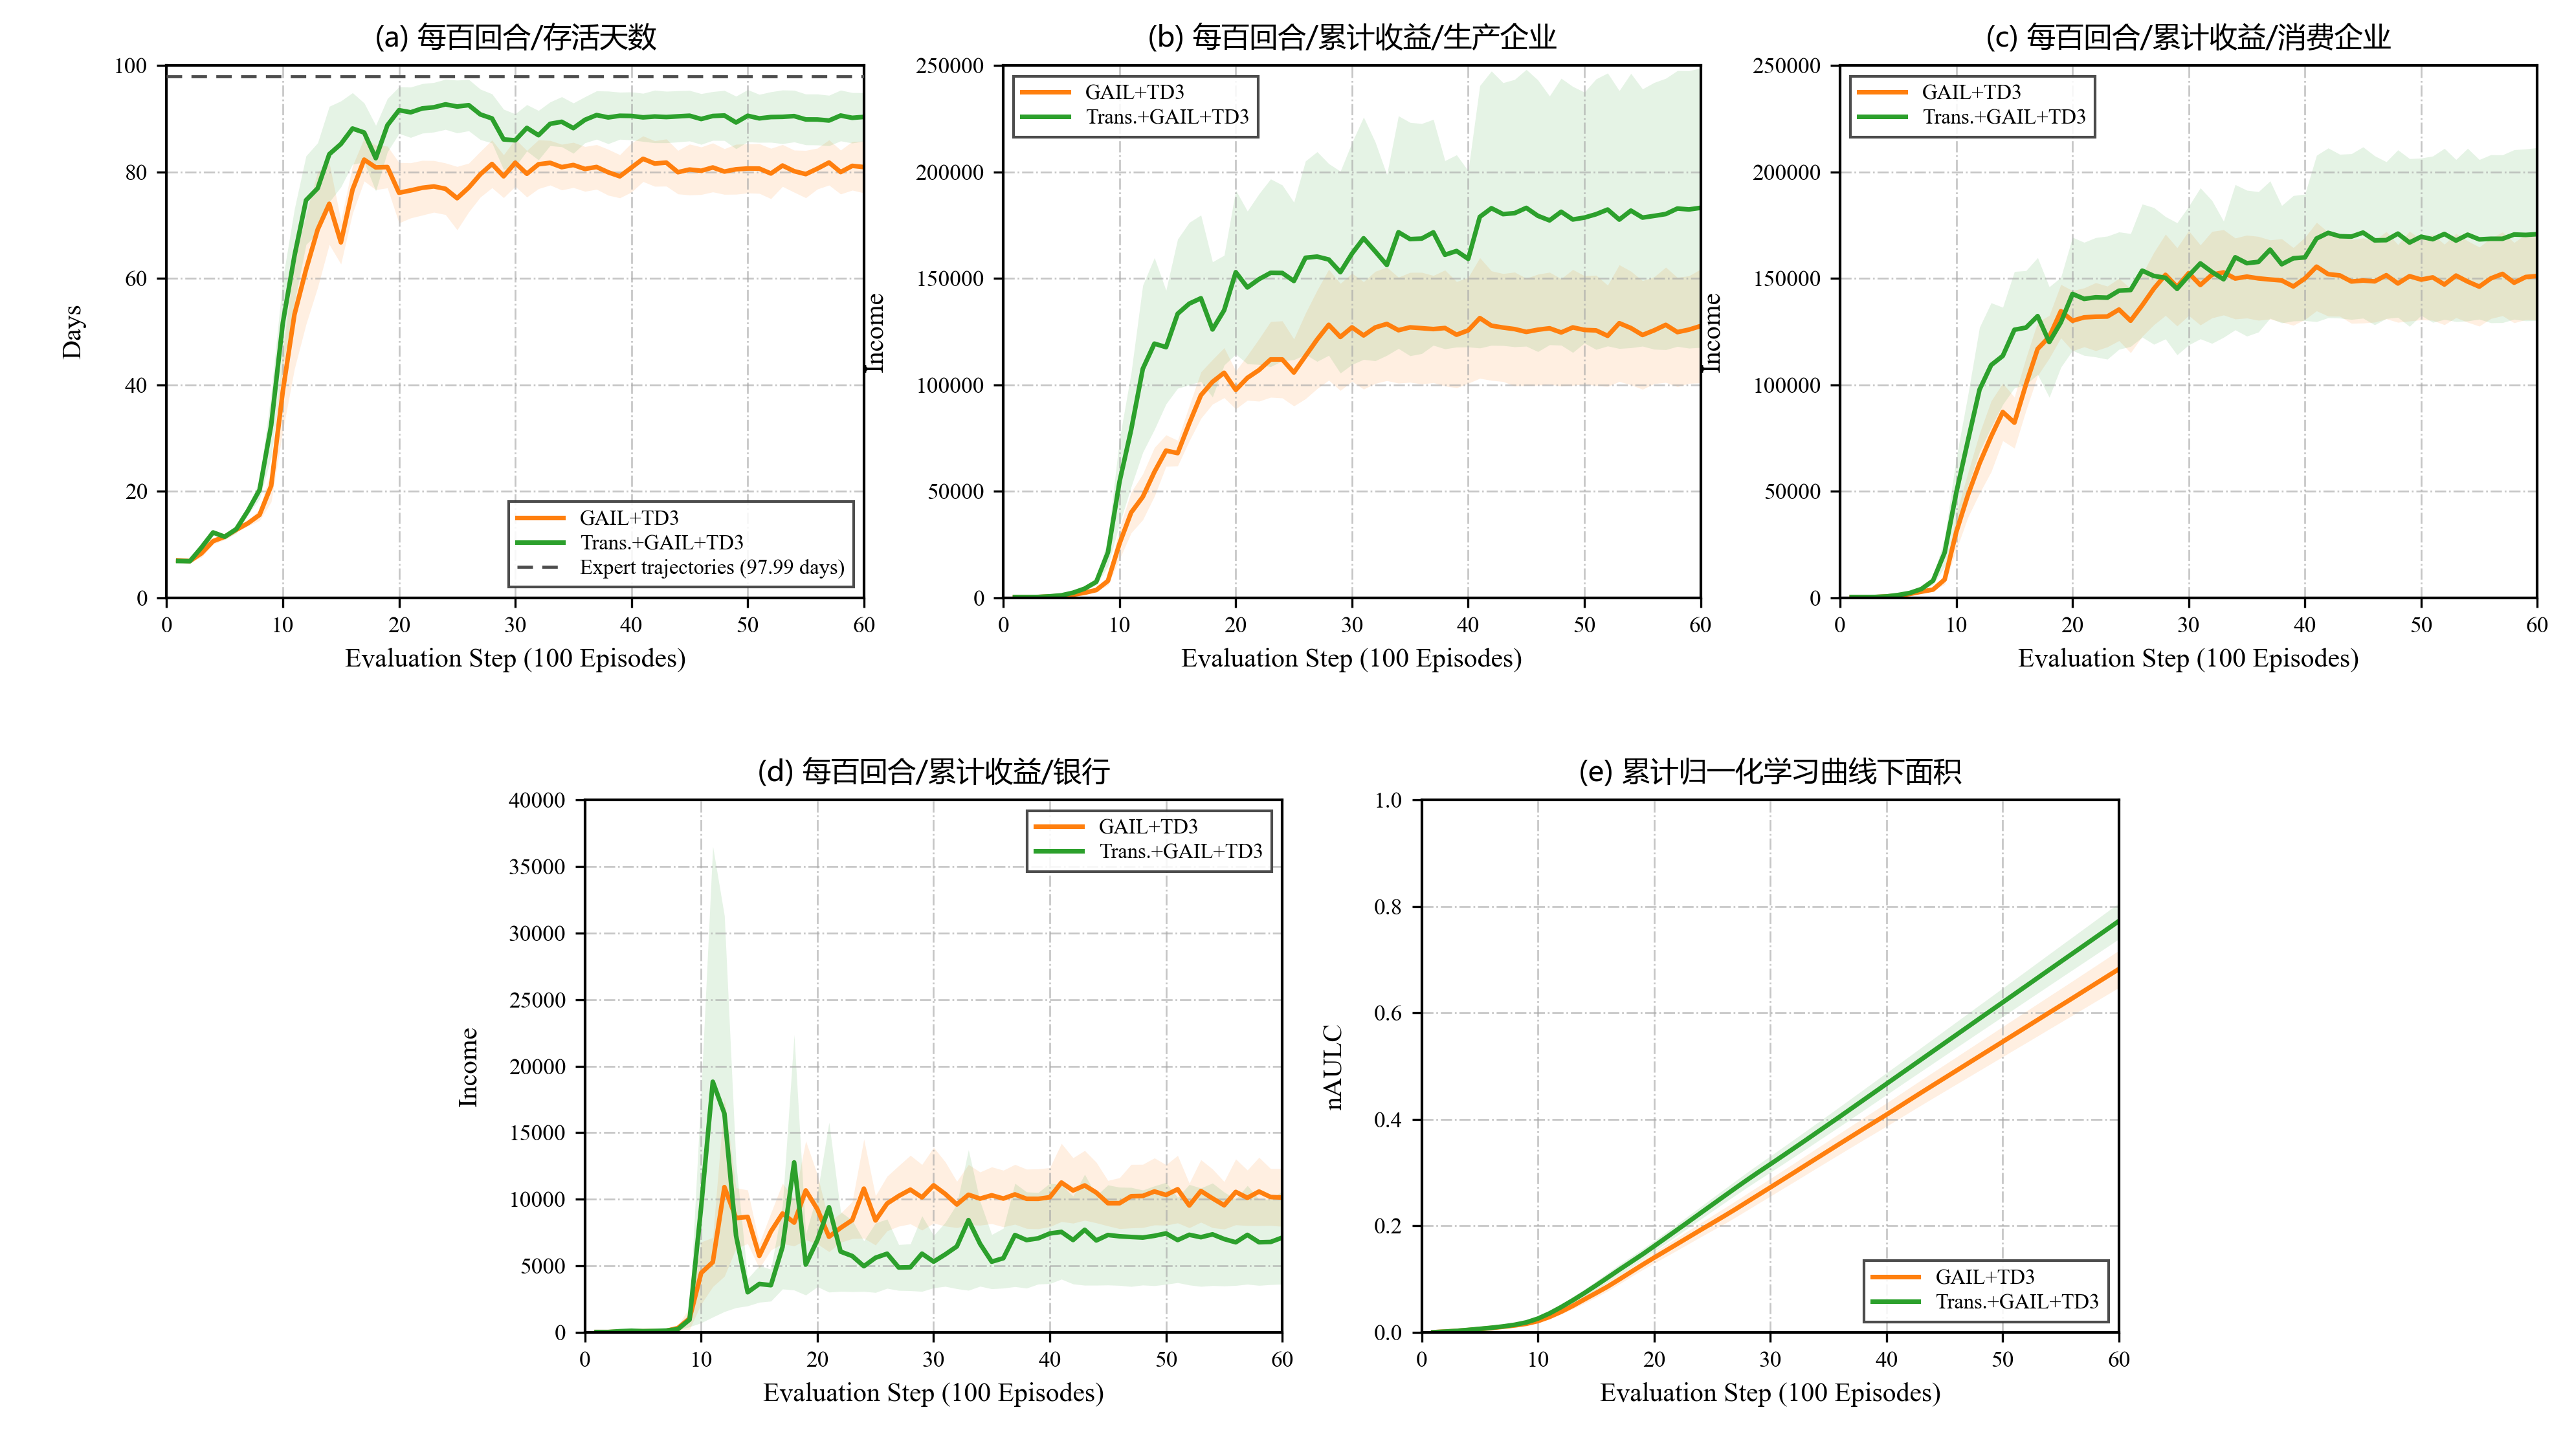 (a) 每百回合/存活天数
100
80
60
40
20
0
Days
GAIL+TD3
Trans.+GAIL+TD3
Expert trajectories (97.99 days)
0 10 20 30 40 50 60
Evaluation Step (100 Episodes)
(b) 每百回合/累计收益/生产企业
250000
200000
150000
100000
50000
0
Income
GAIL+TD3
Trans.+GAIL+TD3
0 10 20 30 40 50 60
Evaluation Step (100 Episodes)
(c) 每百回合/累计收益/消费企业
250000
200000
150000
100000
50000
0
Income
GAIL+TD3
Trans.+GAIL+TD3
0 10 20 30 40 50 60
Evaluation Step (100 Episodes)
(d) 每百回合/累计收益/银行
40000
35000
30000
25000
20000
15000
10000
5000
0
Income
GAIL+TD3
Trans.+GAIL+TD3
0 10 20 30 40 50 60
Evaluation Step (100 Episodes)
(e) 累计归一化学习曲线下面积
1.0
0.8
0.6
0.4
0.2
0.0
nAULC
GAIL+TD3
Trans.+GAIL+TD3
0 10 20 30 40 50 60
Evaluation Step (100 Episodes)